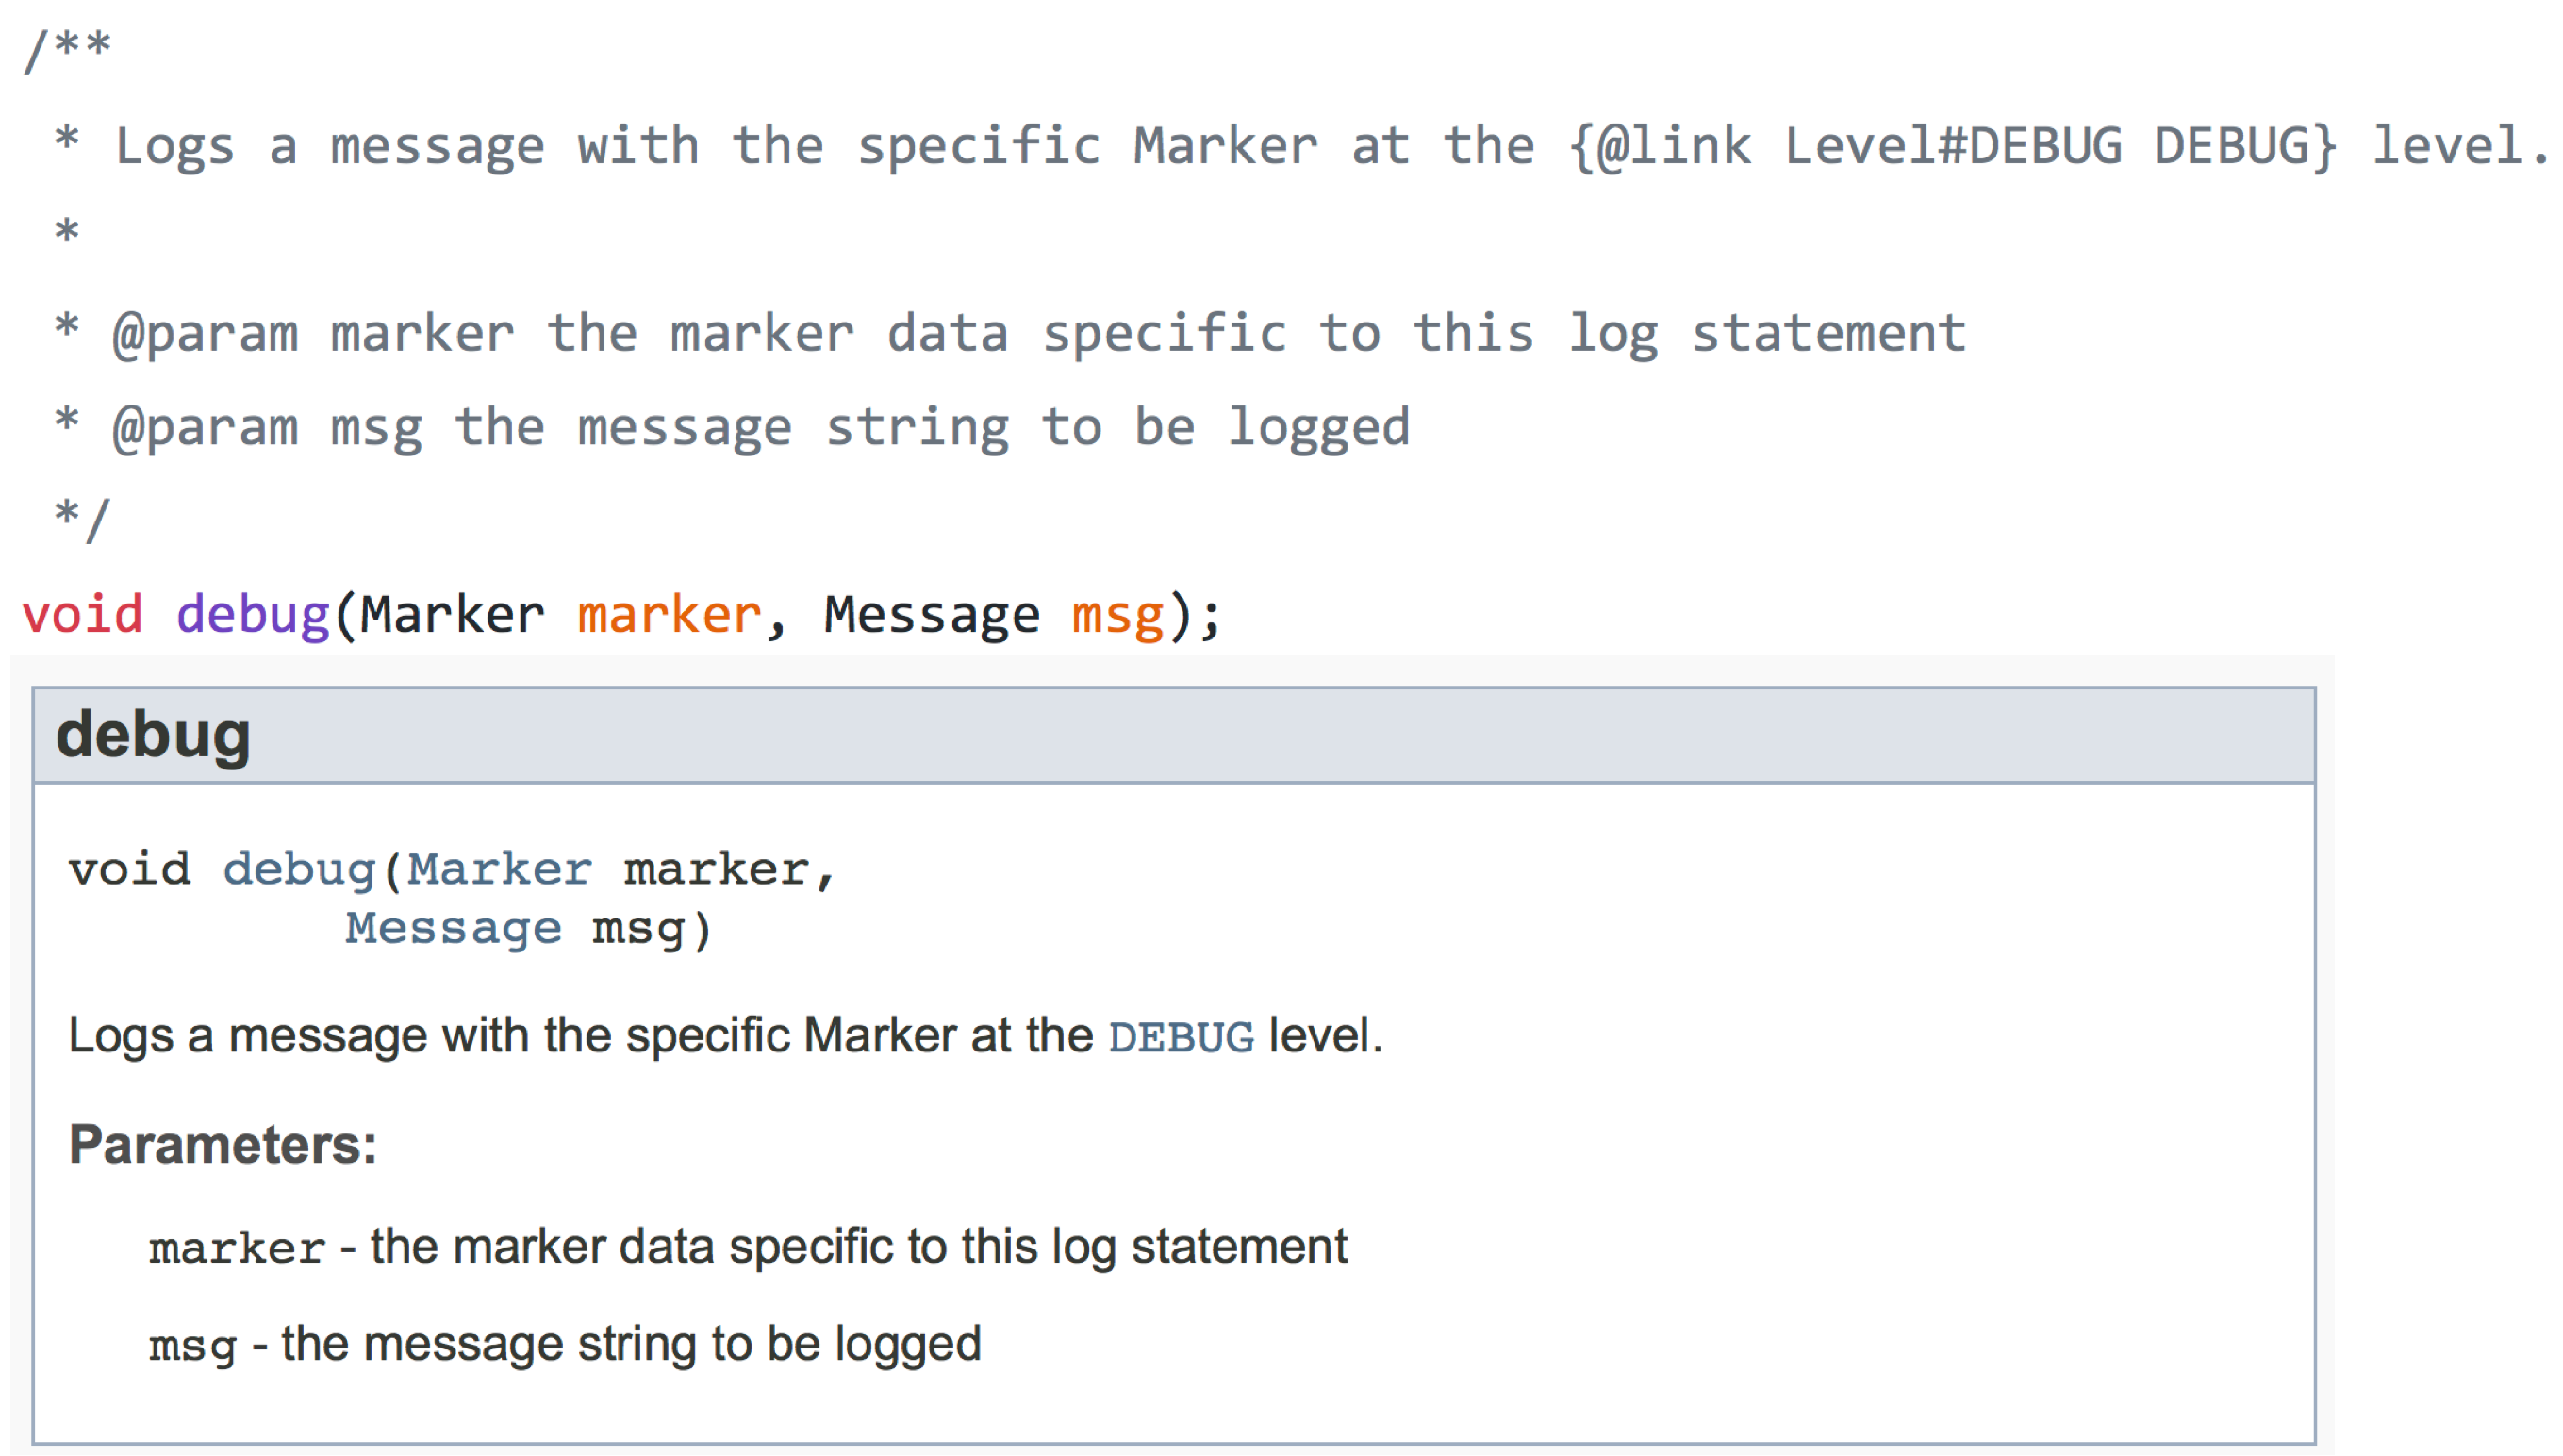 /**
 * Logs a message with the specific Marker at the {@link Level#DEBUG DEBUG} level.
 *
 * @param marker the marker data specific to this log statement
 * @param msg the message string to be logged
 */
void debug(Marker marker, Message msg);
debug
void debug(Marker marker,
         Message msg)
Logs a message with the specific Marker at the DEBUG level.
Parameters:
marker - the marker data specific to this log statement
msg - the message string to be logged